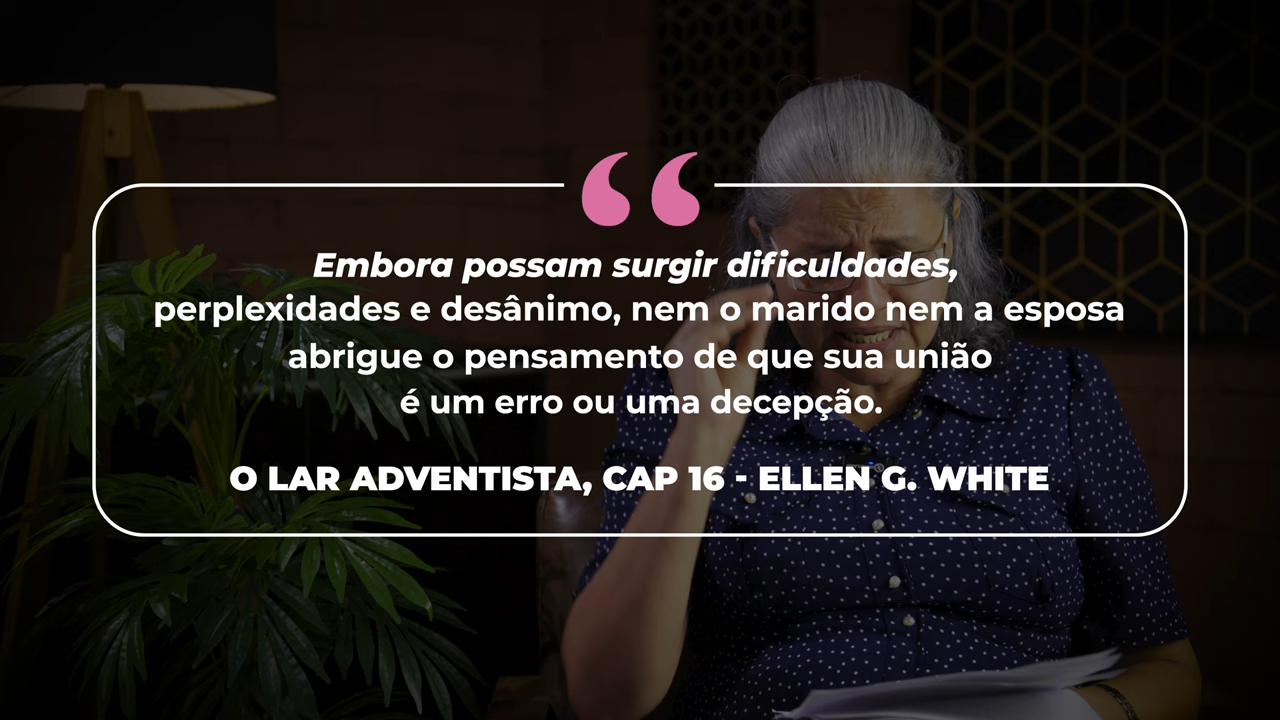 “
Embora possam surgir dificuldades,
perplexidades e desânimo, nem o marido nem a esposa
abrigue o pensamento de que sua união
é um erro ou uma decepção.
O LAR ADVENTISTA, CAP 16 - ELLEN G. WHITE